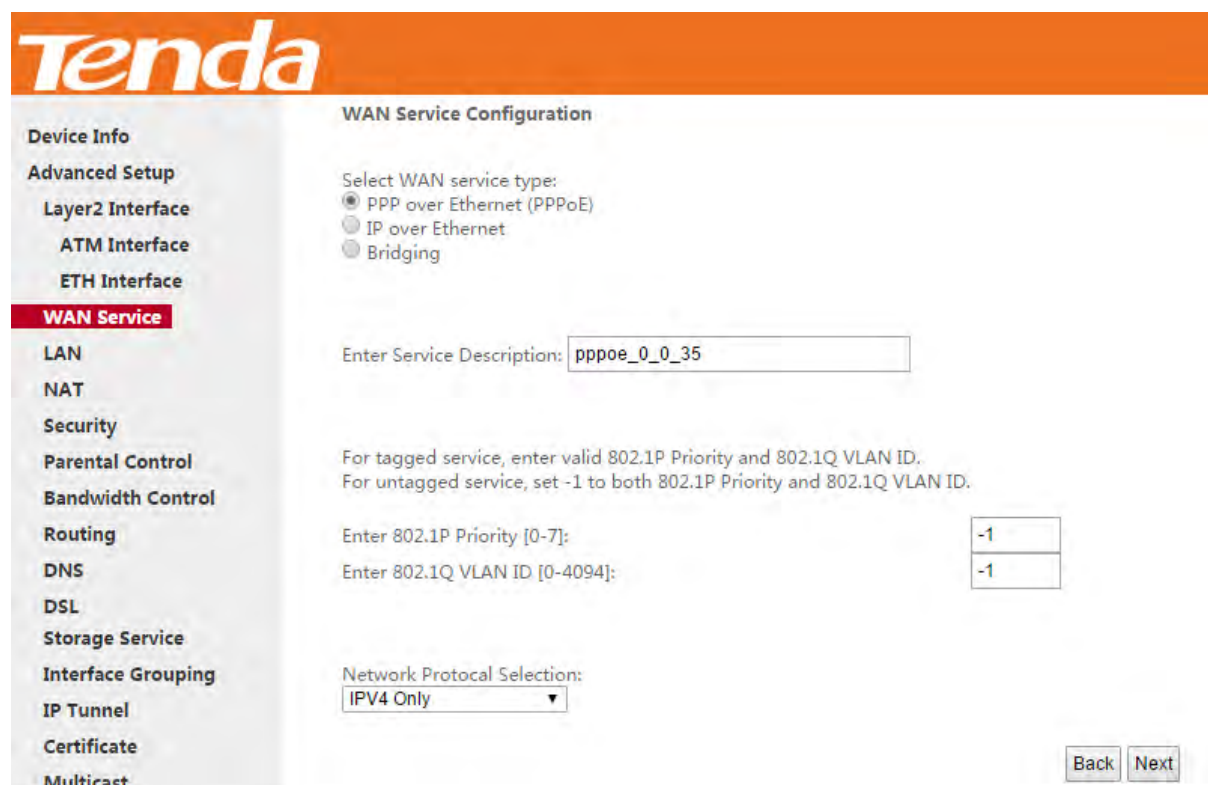 Tenda
Device Info
Advanced Setup
Layer2 Interface
ATM Interface
ETH Interface
WAN Service
LAN
NAT
Security
Parental Control
Bandwidth Control
Routing
DNS
DSL
Storage Service
Interface Grouping
IP Tunnel
Certificate
Multicast
WAN Service Configuration
Select WAN service type:
PPP over Ethernet (PPPoE)
IP over Ethernet
Bridging
Enter Service Description: pppoe_0_0_35
For tagged service, enter valid 802.1P Priority and 802.1Q VLAN ID.
For untagged service, set -1 to both 802.1P Priority and 802.1Q VLAN ID.
Enter 802.1P Priority [0-7]: -1
Enter 802.1Q VLAN ID [0-4094]: -1
Network Protocal Selection:
IPV4 Only
Back Next